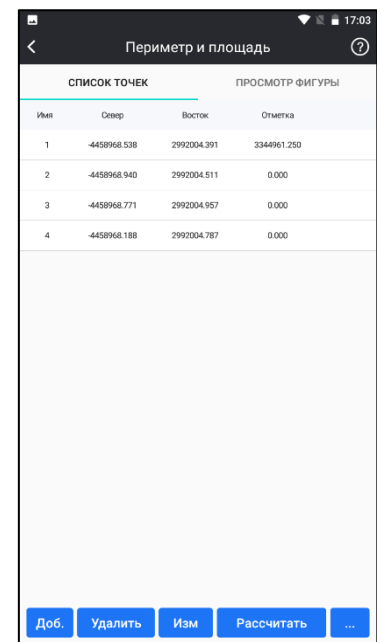 17:03
Периметр и площадь
СПИСОК ТОЧЕК ПРОСМОТР ФИГУРЫ
Имя Север Восток Отметка
1 -4458968.538 2992004.391 3344961.250
2 -4458968.940 2992004.511 0.000
3 -4458968.771 2992004.957 0.000
4 -4458968.188 2992004.787 0.000
Доб. Удалить Изм Рассчитать ...